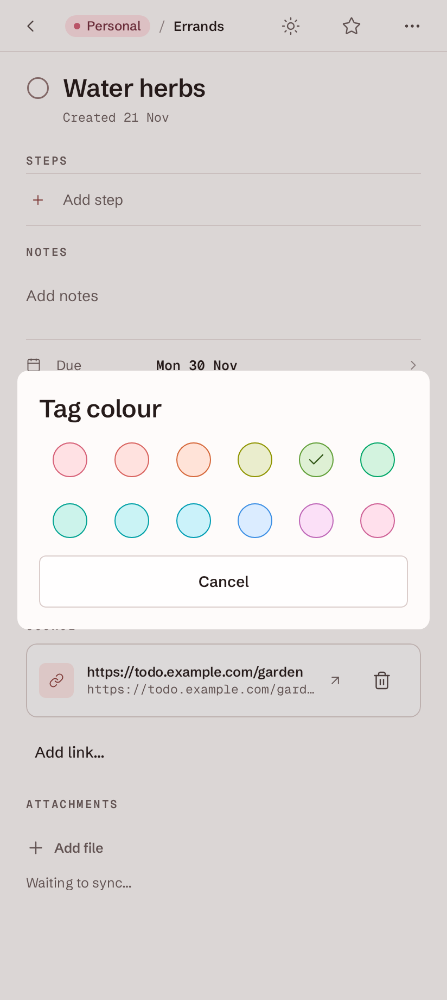 Personal / Errands
Water herbs
Created 21 Nov
STEPS
+ Add step
NOTES
Add notes
Due Mon 30 Nov
Tag colour
Cancel
https://todo.example.com/garden
https://todo.example.com/gard…
Add link…
ATTACHMENTS
+ Add file
Waiting to sync…